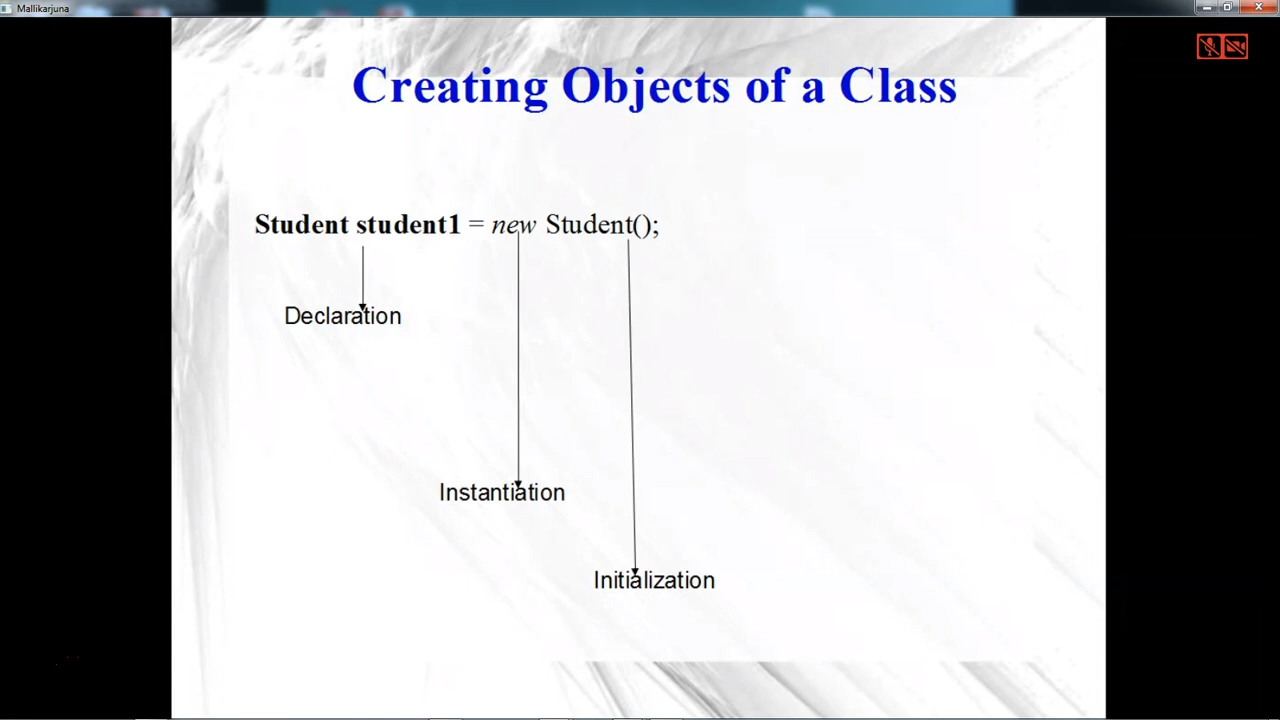 Mallikarjuna
Creating Objects of a Class
Student student1 = new Student();
Declaration
Instantiation
Initialization